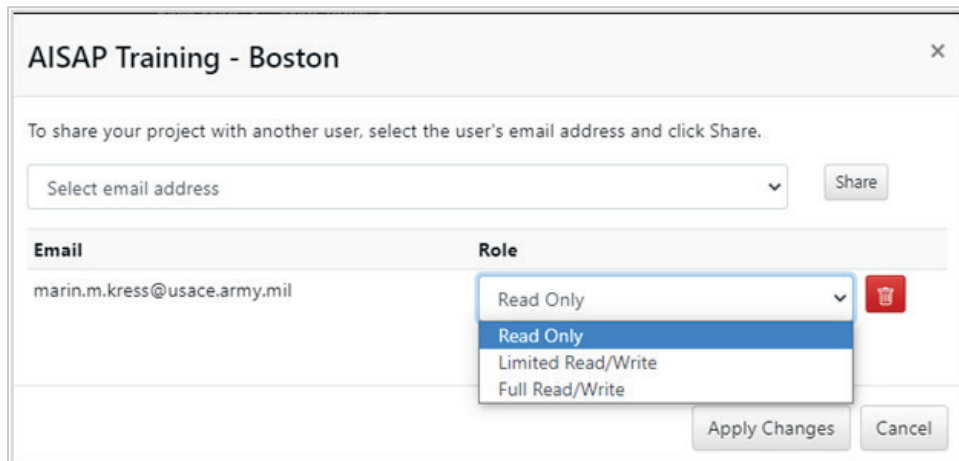 AISAP Training - Boston
×
To share your project with another user, select the user's email address and click Share.
Select email address
Share
Email Role
marin.m.kress@usace.army.mil Read Only
Read Only
Limited Read/Write
Full Read/Write
Apply Changes Cancel